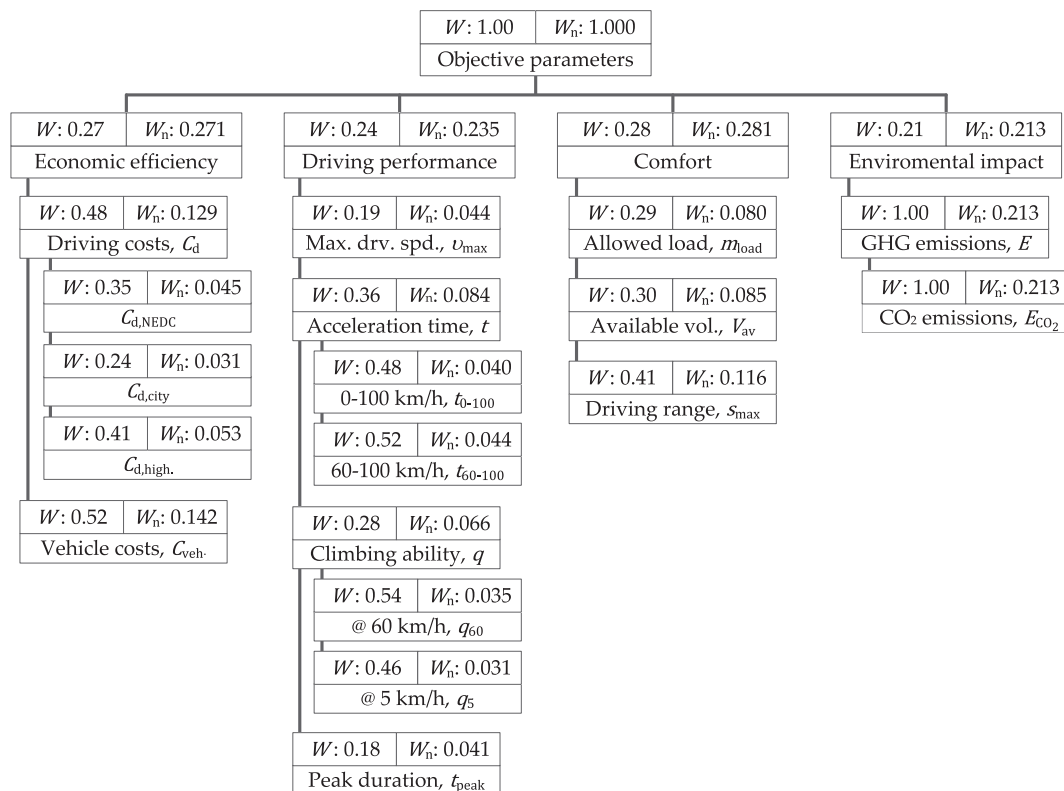 W: 1.00 Wn: 1.000
Objective parameters
W: 0.27 Wn: 0.271
Economic efficiency
W: 0.48 Wn: 0.129
Driving costs, Cd
W: 0.35 Wn: 0.045
Cd,NEDC
W: 0.24 Wn: 0.031
Cd,city
W: 0.41 Wn: 0.053
Cd,high.
W: 0.52 Wn: 0.142
Vehicle costs, Cveh.
W: 0.24 Wn: 0.235
Driving performance
W: 0.19 Wn: 0.044
Max. drv. spd., υmax
W: 0.36 Wn: 0.084
Acceleration time, t
W: 0.48 Wn: 0.040
0-100 km/h, t0-100
W: 0.52 Wn: 0.044
60-100 km/h, t60-100
W: 0.28 Wn: 0.066
Climbing ability, q
W: 0.54 Wn: 0.035
@ 60 km/h, q60
W: 0.46 Wn: 0.031
@ 5 km/h, q5
W: 0.18 Wn: 0.041
Peak duration, tpeak
W: 0.28 Wn: 0.281
Comfort
W: 0.29 Wn: 0.080
Allowed load, mload
W: 0.30 Wn: 0.085
Available vol., Vav
W: 0.41 Wn: 0.116
Driving range, smax
W: 0.21 Wn: 0.213
Enviromental impact
W: 1.00 Wn: 0.213
GHG emissions, E
W: 1.00 Wn: 0.213
CO2 emissions, ECO2